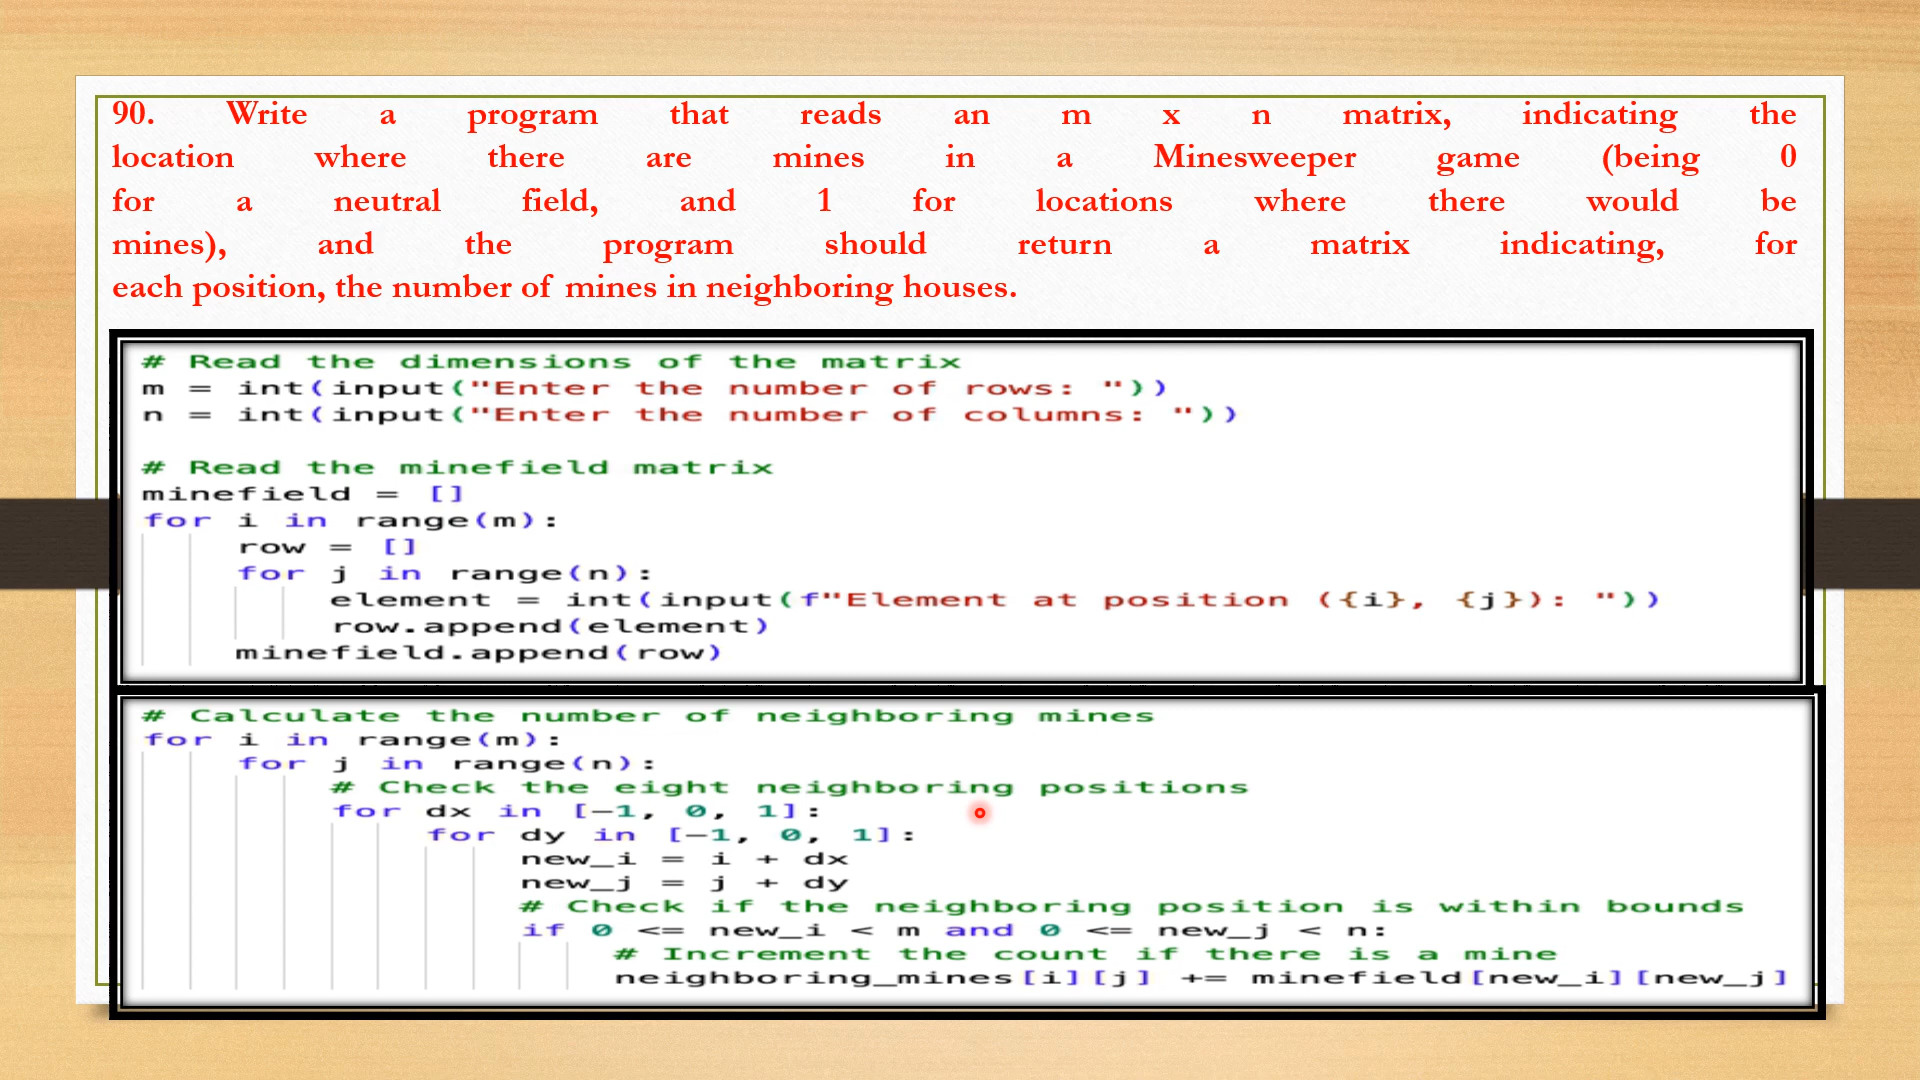 90. Write a program that reads an m x n matrix, indicating the
location where there are mines in a Minesweeper game (being 0
for a neutral field, and 1 for locations where there would be
mines), and the program should return a matrix indicating, for
each position, the number of mines in neighboring houses.
# Read the dimensions of the matrix
m = int(input("Enter the number of rows: "))
n = int(input("Enter the number of columns: "))
# Read the minefield matrix
minefield = []
for i in range(m):
    row = []
    for j in range(n):
        element = int(input(f"Element at position ({i}, {j}): "))
        row.append(element)
    minefield.append(row)
# Calculate the number of neighboring mines
for i in range(m):
    for j in range(n):
        # Check the eight neighboring positions
        for dx in [-1, 0, 1]:
            for dy in [-1, 0, 1]:
                new_i = i + dx
                new_j = j + dy
                # Check if the neighboring position is within bounds
                if 0 <= new_i < m and 0 <= new_j < n:
                    # Increment the count if there is a mine
                    neighboring_mines[i][j] += minefield[new_i][new_j]